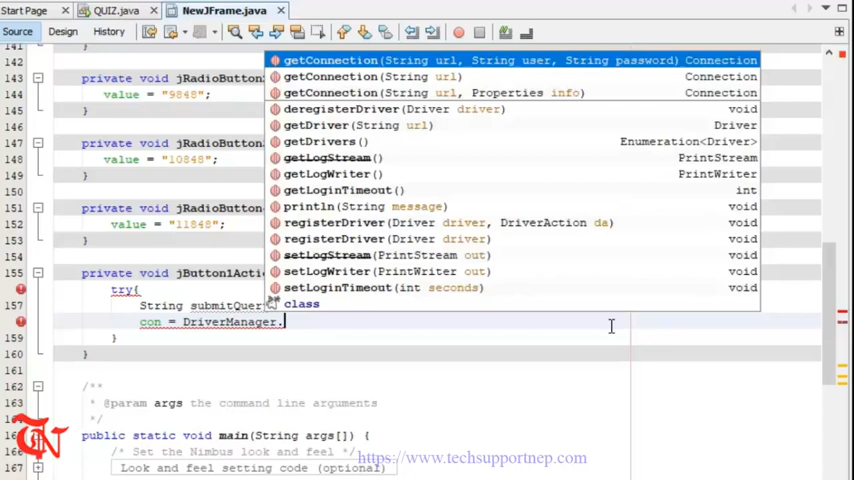 Start Page QUIZ.java NewJFrame.java
Source Design History
141 }
142
143 private void jRadioButton
144 value = "9848";
145 }
146
147 private void jRadioButton
148 value = "10848";
149 }
150
151 private void jRadioButton
152 value = "11848";
153 }
154
155 private void jButton1Acti
try{
157 String submitQuery
con = DriverManager.
159 }
160 }
161
162 /**
163 * @param args the command line arguments
164 */
public static void main(String args[]) {
166 /* Set the Nimbus look and feel */
167 Look and feel setting code (optional)
getConnection(String url, String user, String password) Connection
getConnection(String url) Connection
getConnection(String url, Properties info) Connection
deregisterDriver(Driver driver) void
getDriver(String url) Driver
getDrivers() Enumeration<Driver>
getLogStream() PrintStream
getLogWriter() PrintWriter
getLoginTimeout() int
println(String message) void
registerDriver(Driver driver, DriverAction da) void
registerDriver(Driver driver) void
setLogStream(PrintStream out) void
setLogWriter(PrintWriter out) void
setLoginTimeout(int seconds) void
class
https://www.techsupportnep.com